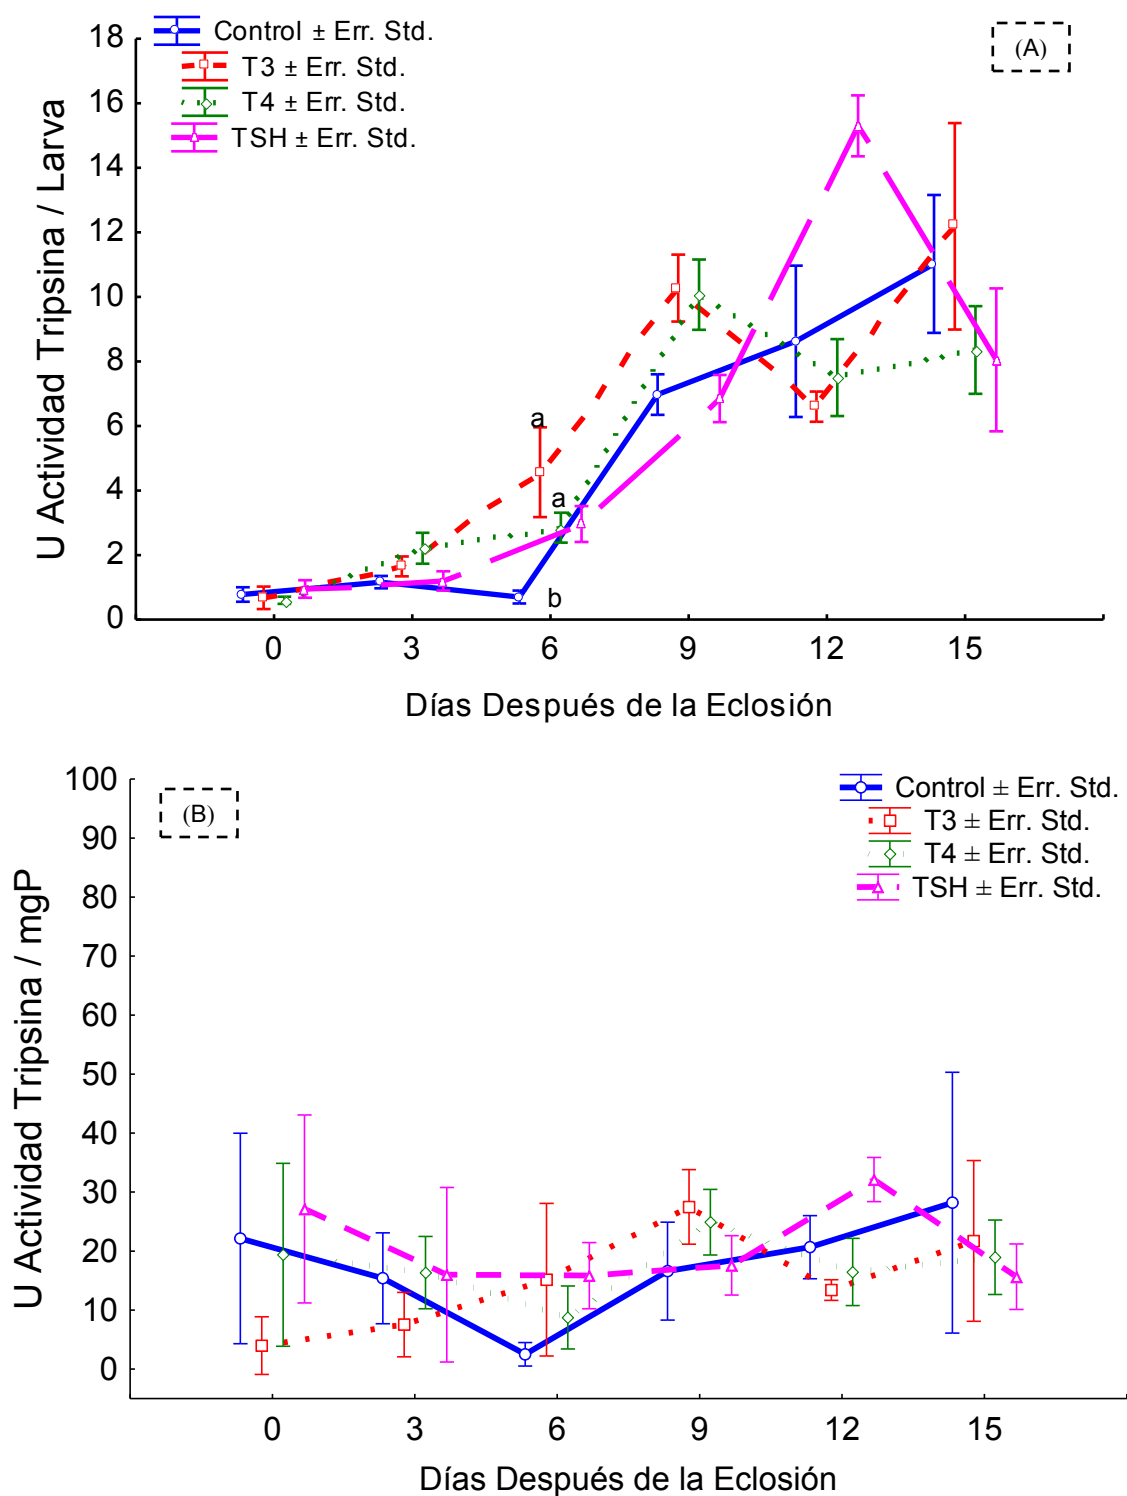 Control ± Err. Std.
T3 ± Err. Std.
T4 ± Err. Std.
TSH ± Err. Std.
(A)
U Actividad Tripsina / Larva
18
16
14
12
10
8
6
4
2
0
a
a
b
0 3 6 9 12 15
Días Después de la Eclosión
(B)
Control ± Err. Std.
T3 ± Err. Std.
T4 ± Err. Std.
TSH ± Err. Std.
U Actividad Tripsina / mgP
100
90
80
70
60
50
40
30
20
10
0
0 3 6 9 12 15
Días Después de la Eclosión